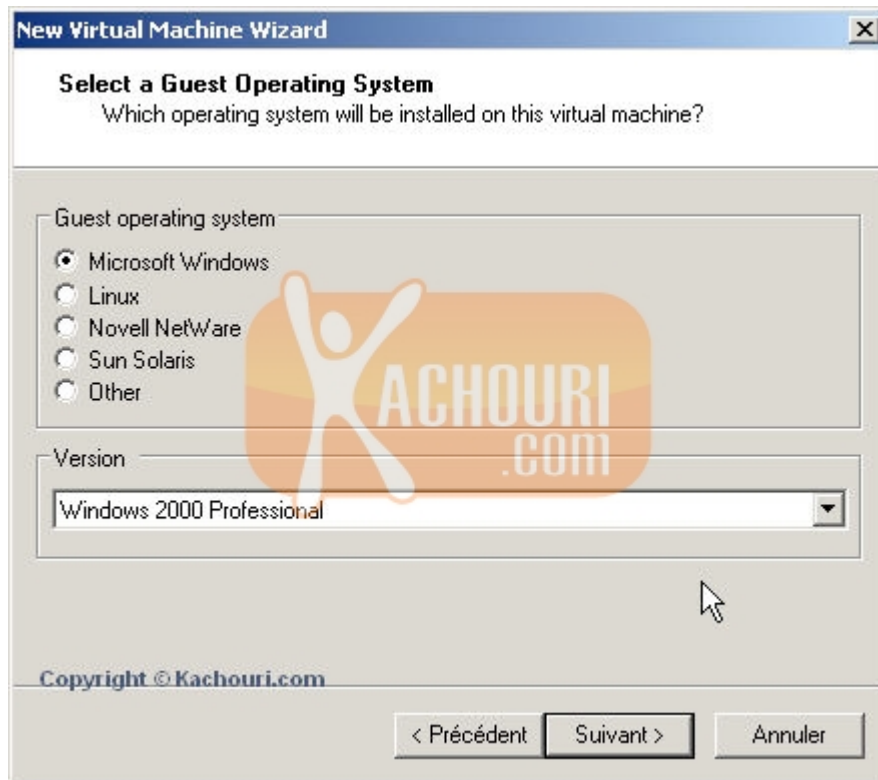 New Virtual Machine Wizard
Select a Guest Operating System
Which operating system will be installed on this virtual machine?
Guest operating system
Microsoft Windows
Linux
Novell NetWare
Sun Solaris
Other
KACHOURI
.COM
Version
Windows 2000 Professional
Copyright © Kachouri.com
< Précédent
Suivant >
Annuler